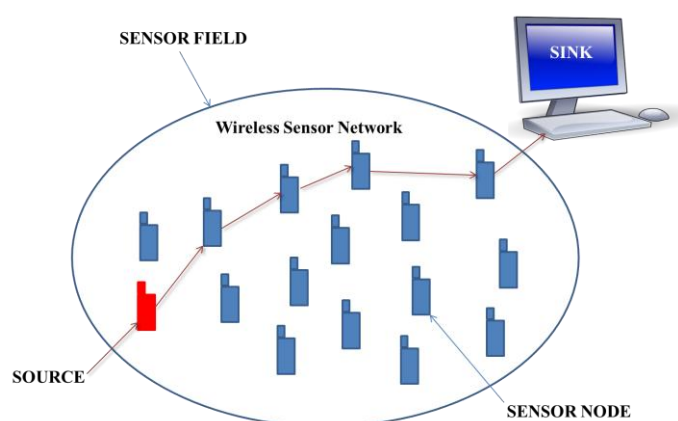 SENSOR FIELD
SINK
Wireless Sensor Network
SOURCE
SENSOR NODE